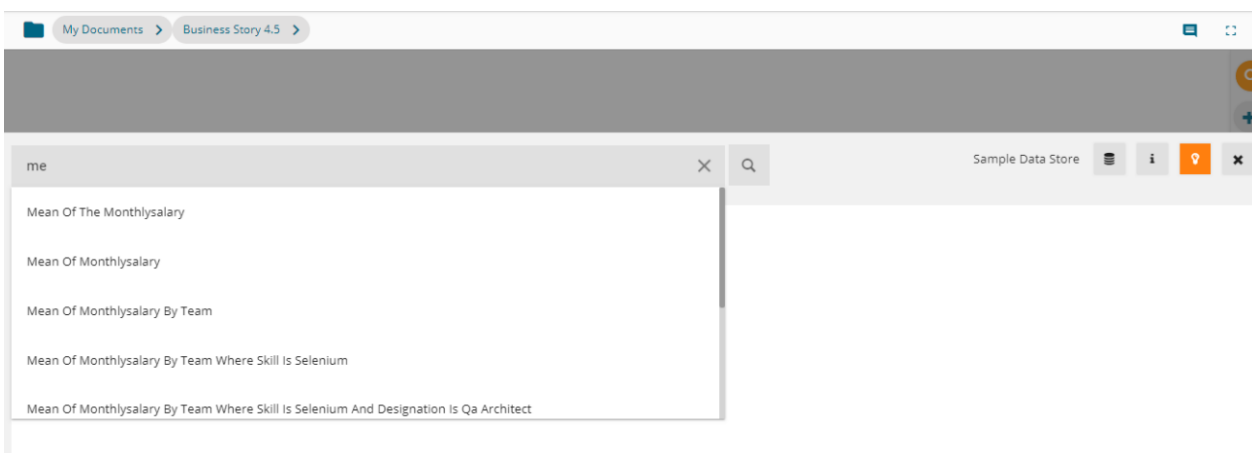 My Documents Business Story 4.5
me
Sample Data Store
Mean Of The Monthlysalary
Mean Of Monthlysalary
Mean Of Monthlysalary By Team
Mean Of Monthlysalary By Team Where Skill Is Selenium
Mean Of Monthlysalary By Team Where Skill Is Selenium And Designation Is Qa Architect